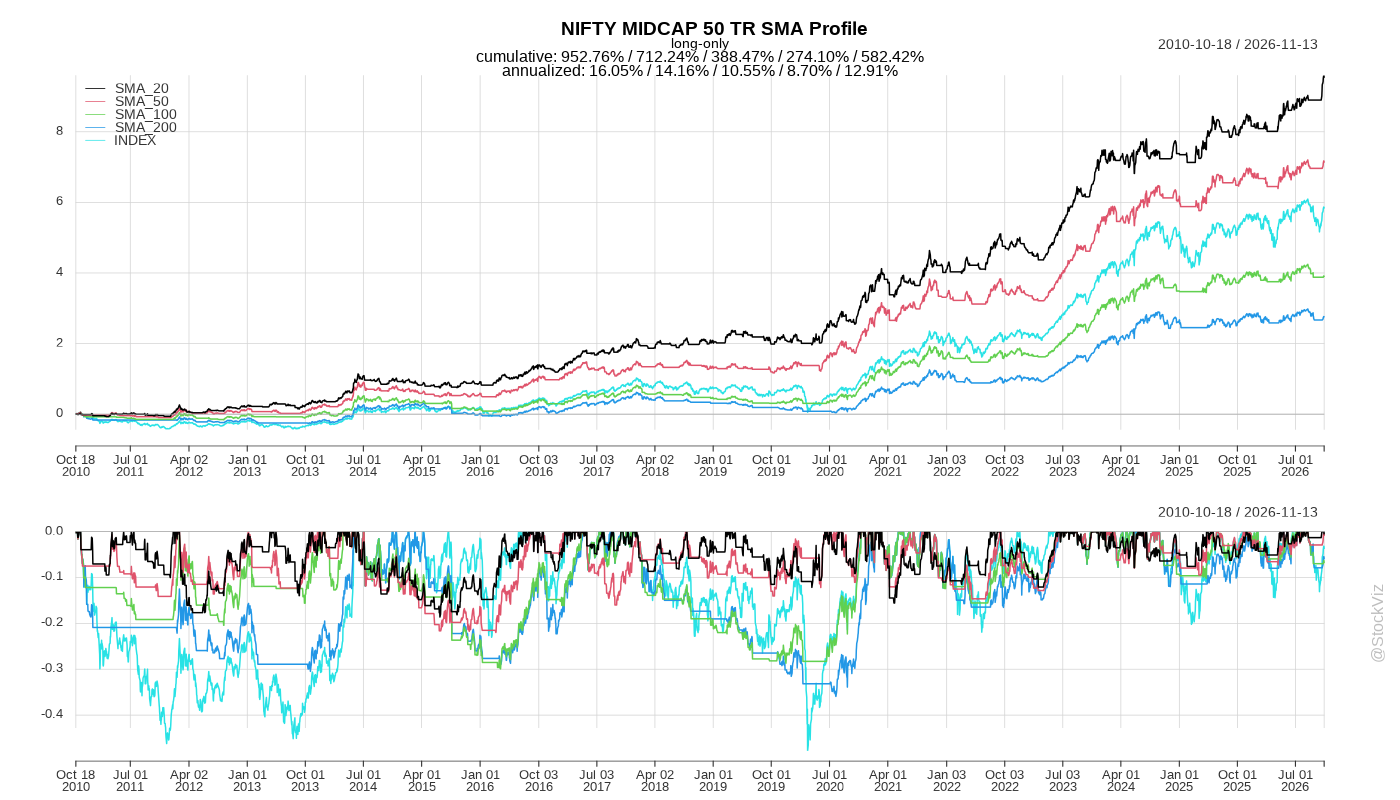 NIFTY MIDCAP 50 TR SMA Profile
long-only
cumulative: 952.76% / 712.24% / 388.47% / 274.10% / 582.42%
annualized: 16.05% / 14.16% / 10.55% / 8.70% / 12.91%
2010-10-18 / 2026-11-13
SMA_20
SMA_50
SMA_100
SMA_200
INDEX
8
6
4
2
0
Oct 18 Jul 01 Apr 02 Jan 01 Oct 01 Jul 01 Apr 01 Jan 01 Oct 03 Jul 03 Apr 02 Jan 01 Oct 01 Jul 01 Apr 01 Jan 03 Oct 03 Jul 03 Apr 01 Jan 01 Oct 01 Jul 01
2010 2011 2012 2013 2013 2014 2015 2016 2016 2017 2018 2019 2019 2020 2021 2022 2022 2023 2024 2025 2025 2026
2010-10-18 / 2026-11-13
0.0
-0.1
-0.2
-0.3
-0.4
Oct 18 Jul 01 Apr 02 Jan 01 Oct 01 Jul 01 Apr 01 Jan 01 Oct 03 Jul 03 Apr 02 Jan 01 Oct 01 Jul 01 Apr 01 Jan 03 Oct 03 Jul 03 Apr 01 Jan 01 Oct 01 Jul 01
2010 2011 2012 2013 2013 2014 2015 2016 2016 2017 2018 2019 2019 2020 2021 2022 2022 2023 2024 2025 2025 2026
@StockViz